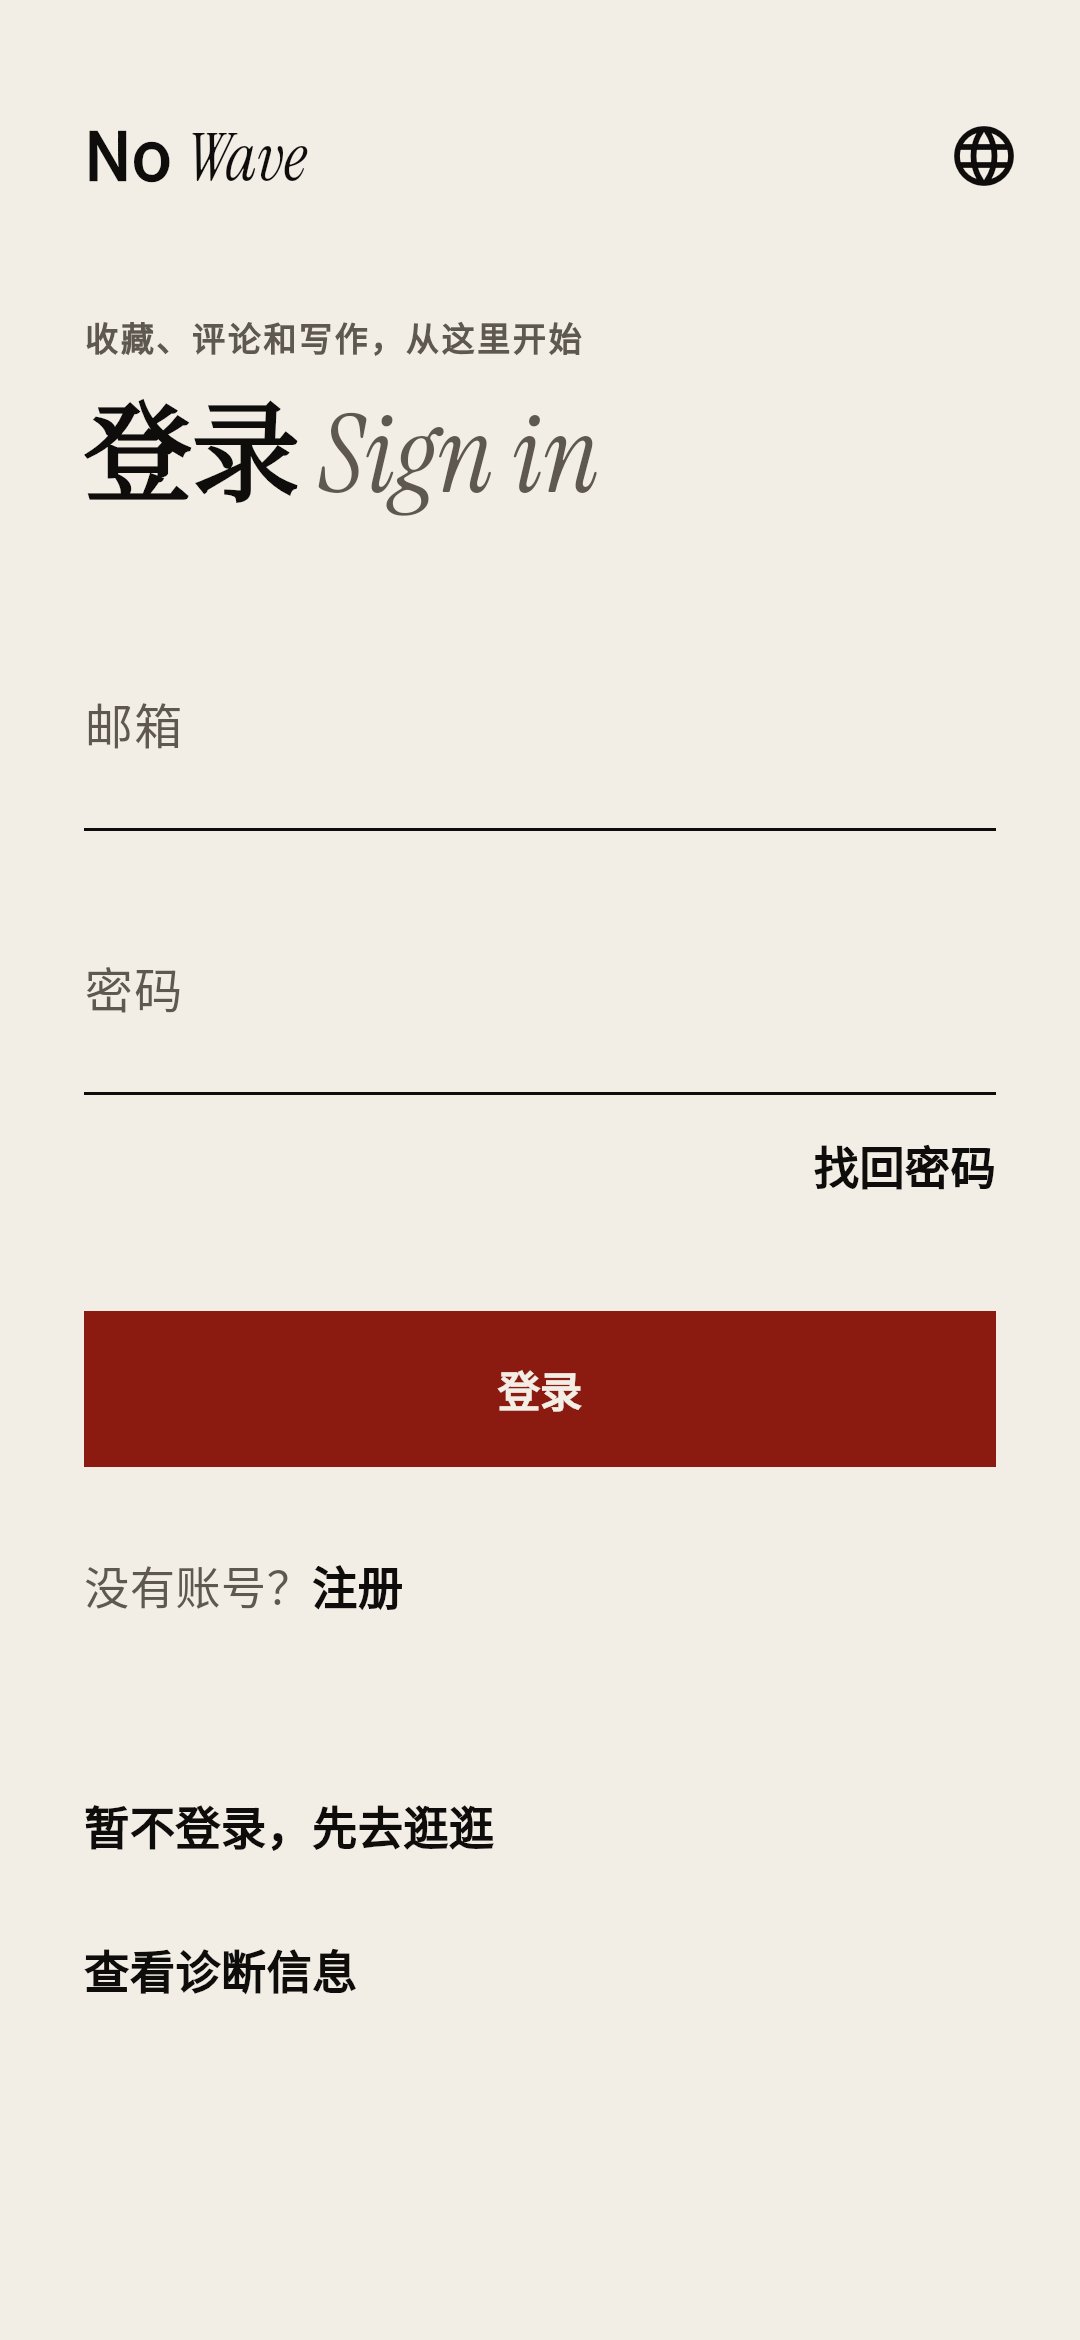 No Wave
收藏、评论和写作，从这里开始
登录 Sign in
邮箱
密码
找回密码
登录
没有账号？注册
暂不登录，先去逛逛
查看诊断信息